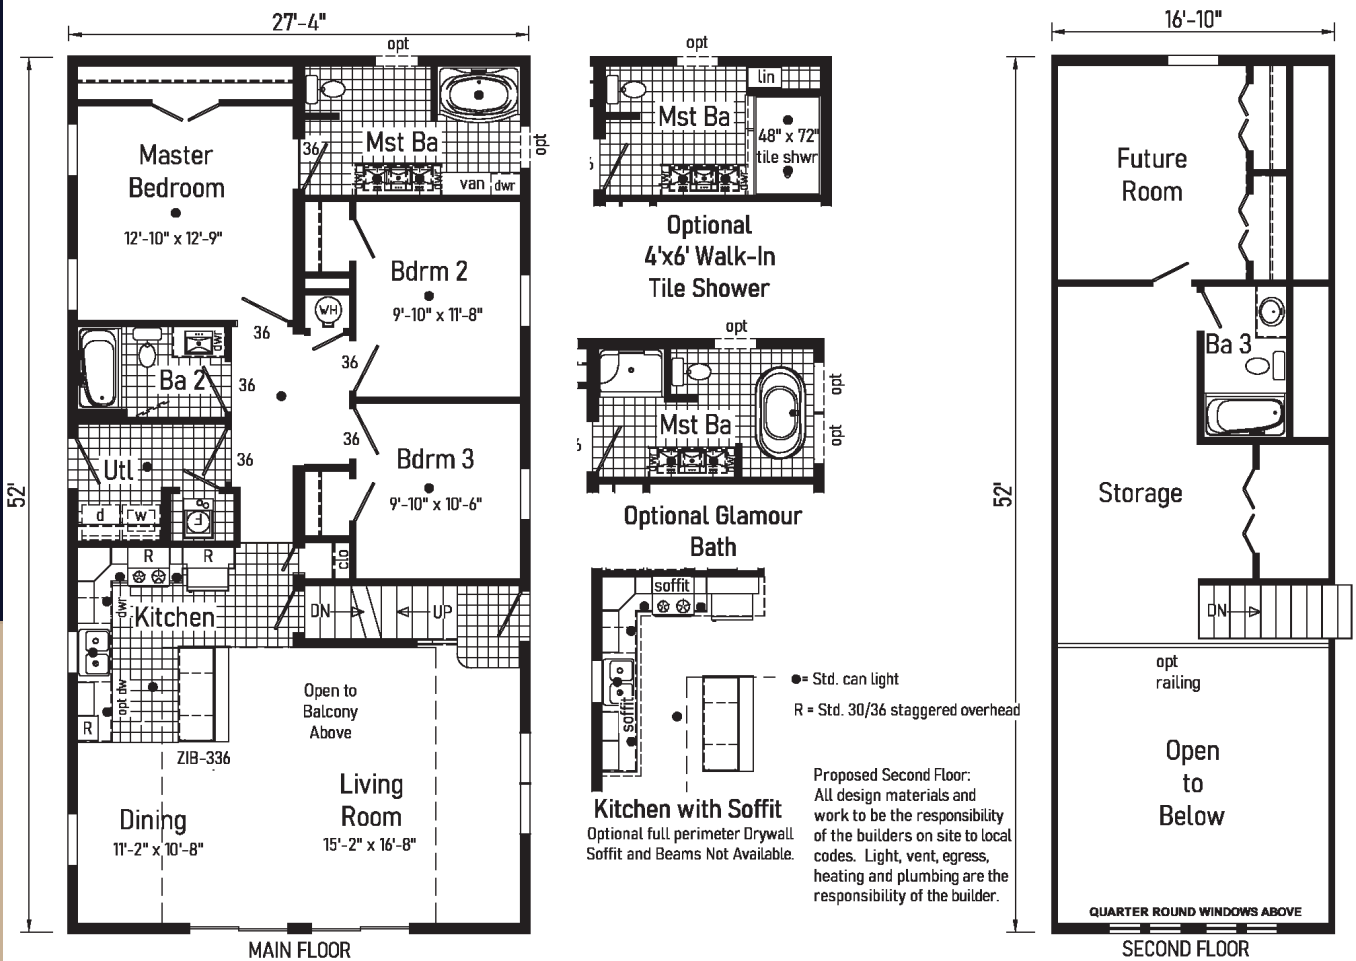 27'-4"
opt
36
Mst Ba
opt
Master
Bedroom
12'-10" x 12'-9"
dwr
dwr
van
dwr
Bdrm 2
9'-10" x 11'-8"
WH
36
36
dwr
Ba 2
36
36
Bdrm 3
9'-10" x 10'-6"
36
Utl
d
w
52'
R
R
clo
dwr
Kitchen
DN
UP
opt dw
R
ZIB-336
Open to
Balcony
Above
Living
Room
15'-2" x 16'-8"
Dining
11'-2" x 10'-8"
MAIN FLOOR
opt
lin
Mst Ba
48" x 72"
tile shwr
dwr
dwr
Optional
4'x6' Walk-In
Tile Shower
opt
opt
opt
Mst Ba
dwr
dwr
Optional Glamour
Bath
soffit
soffit
Kitchen with Soffit
Optional full perimeter Drywall
Soffit and Beams Not Available.
= Std. can light
R = Std. 30/36 staggered overhead
Proposed Second Floor:
All design materials and
work to be the responsibility
of the builders on site to local
codes.  Light, vent, egress,
heating and plumbing are the
responsibility of the builder.
16'-10"
Future
Room
Ba 3
52'
Storage
DN
opt
railing
Open
to
Below
QUARTER ROUND WINDOWS ABOVE
SECOND FLOOR